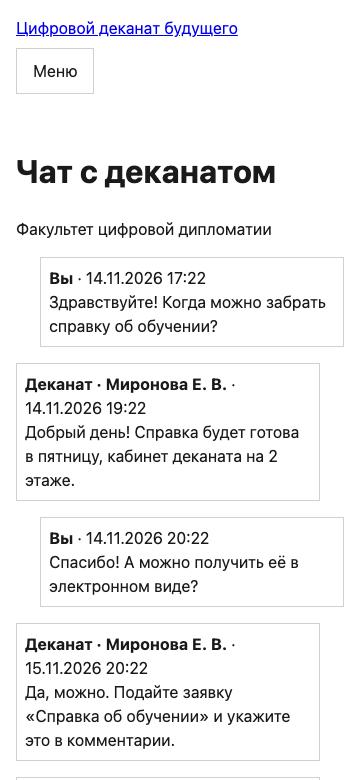 Цифровой деканат будущего
Меню
Чат с деканатом
Факультет цифровой дипломатии
Вы · 14.11.2026 17:22
Здравствуйте! Когда можно забрать
справку об обучении?
Деканат · Миронова Е. В. ·
14.11.2026 19:22
Добрый день! Справка будет готова
в пятницу, кабинет деканата на 2
этаже.
Вы · 14.11.2026 20:22
Спасибо! А можно получить её в
электронном виде?
Деканат · Миронова Е. В. ·
15.11.2026 20:22
Да, можно. Подайте заявку
«Справка об обучении» и укажите
это в комментарии.